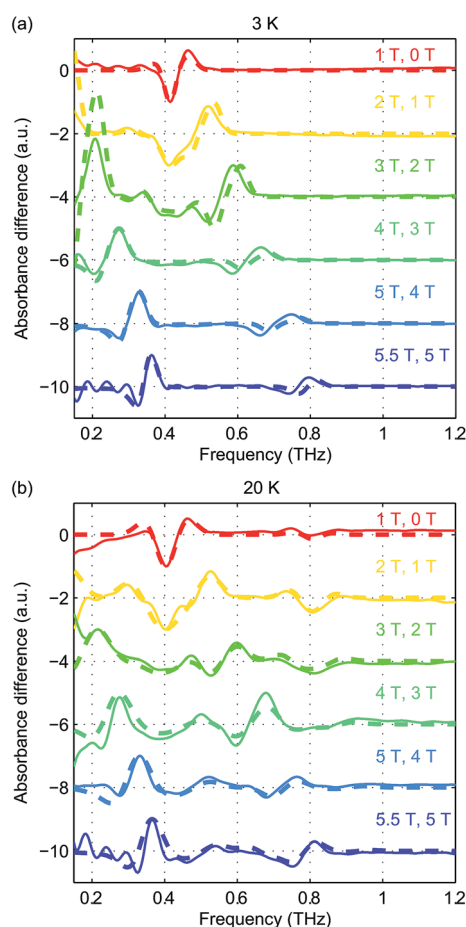 (a)
3 K
1 T, 0 T
2 T, 1 T
3 T, 2 T
4 T, 3 T
5 T, 4 T
5.5 T, 5 T
0
−2
−4
−6
−8
−10
Absorbance difference (a.u.)
0.2 0.4 0.6 0.8 1.0 1.2
Frequency (THz)
(b)
20 K
1 T, 0 T
2 T, 1 T
3 T, 2 T
4 T, 3 T
5 T, 4 T
5.5 T, 5 T
0
−2
−4
−6
−8
−10
Absorbance difference (a.u.)
0.2 0.4 0.6 0.8 1.0 1.2
Frequency (THz)